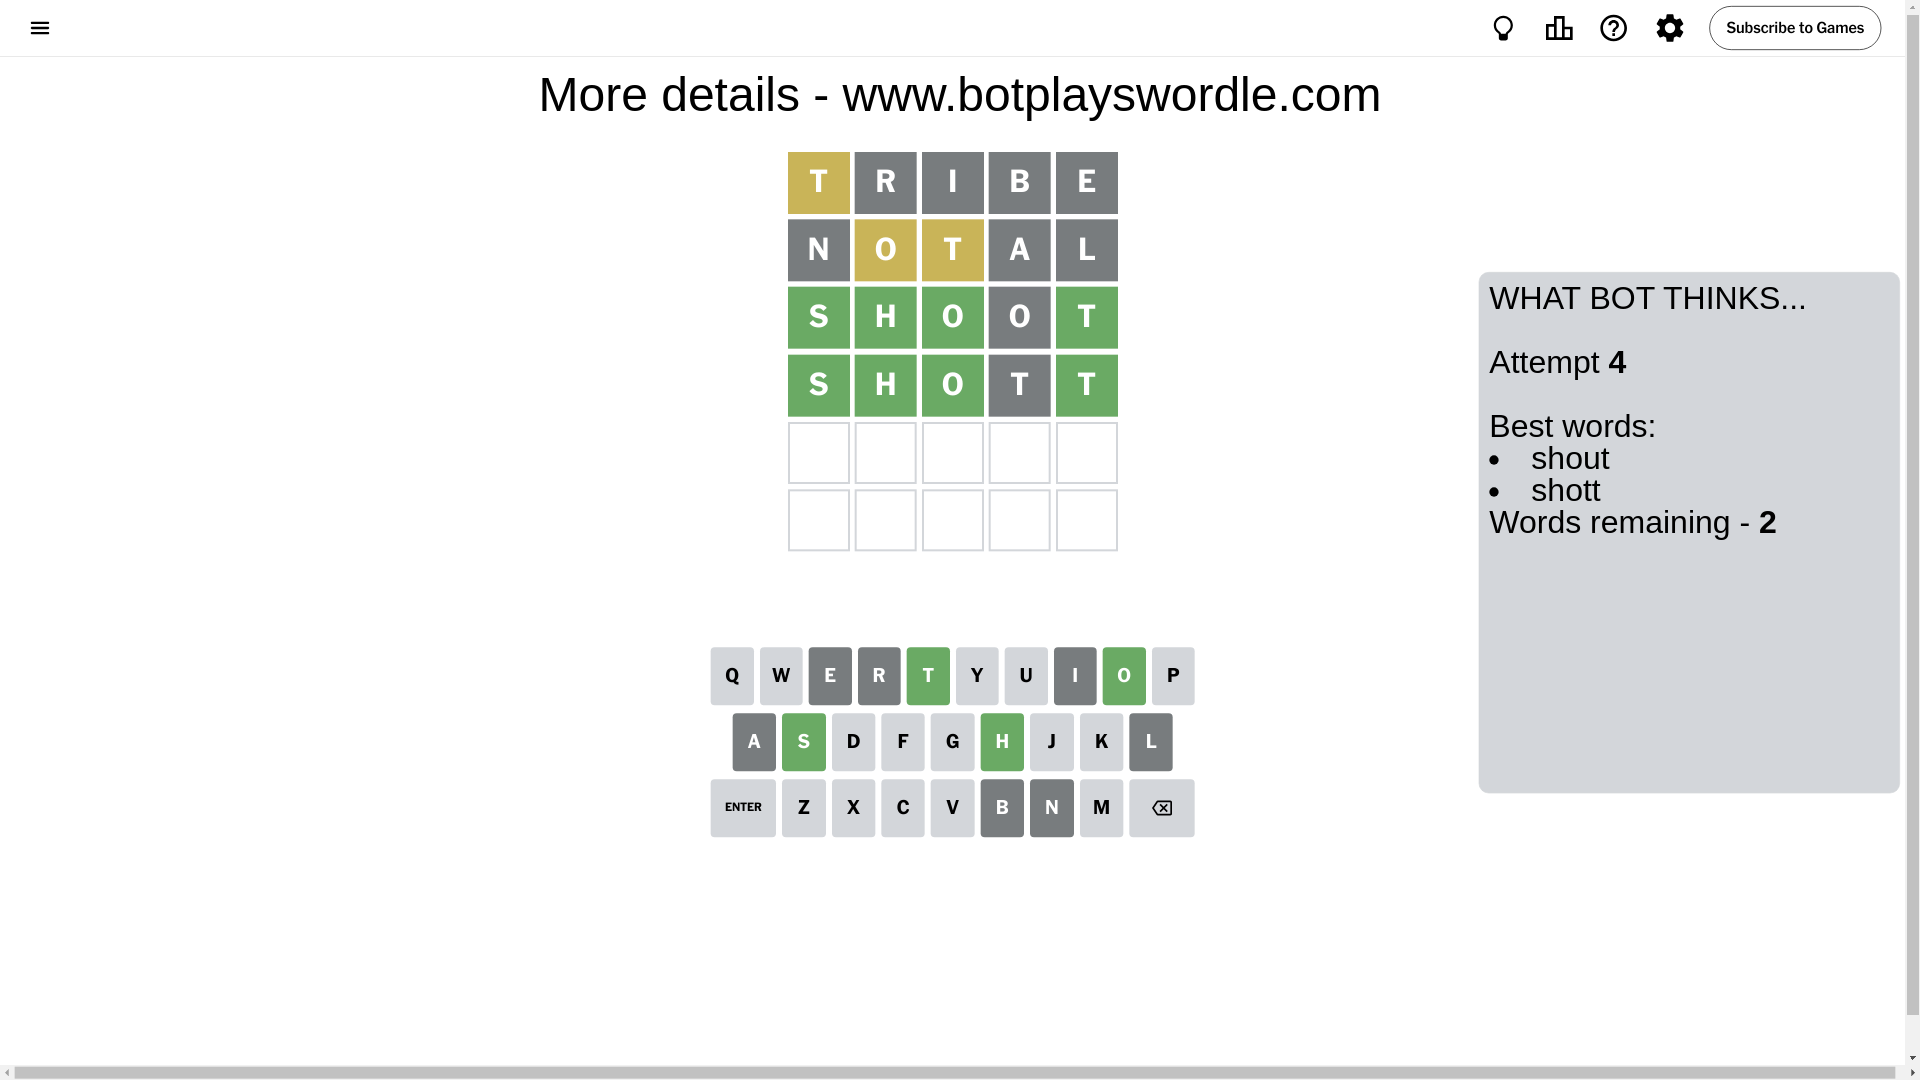 Subscribe to Games
More details - www.botplayswordle.com
T R I B E
N O T A L
S H O O T
S H O T T
WHAT BOT THINKS...
Attempt 4
Best words:
• shout
• shott
Words remaining - 2
Q W E R T Y U I O P
A S D F G H J K L
ENTER Z X C V B N M